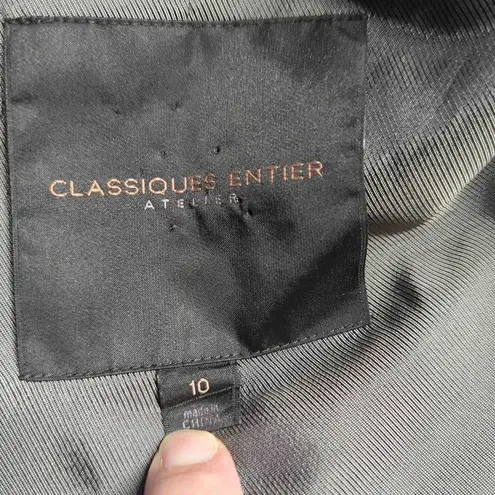 CLASSIQUES ENTIER
ATELIER
10
made in
CHINA